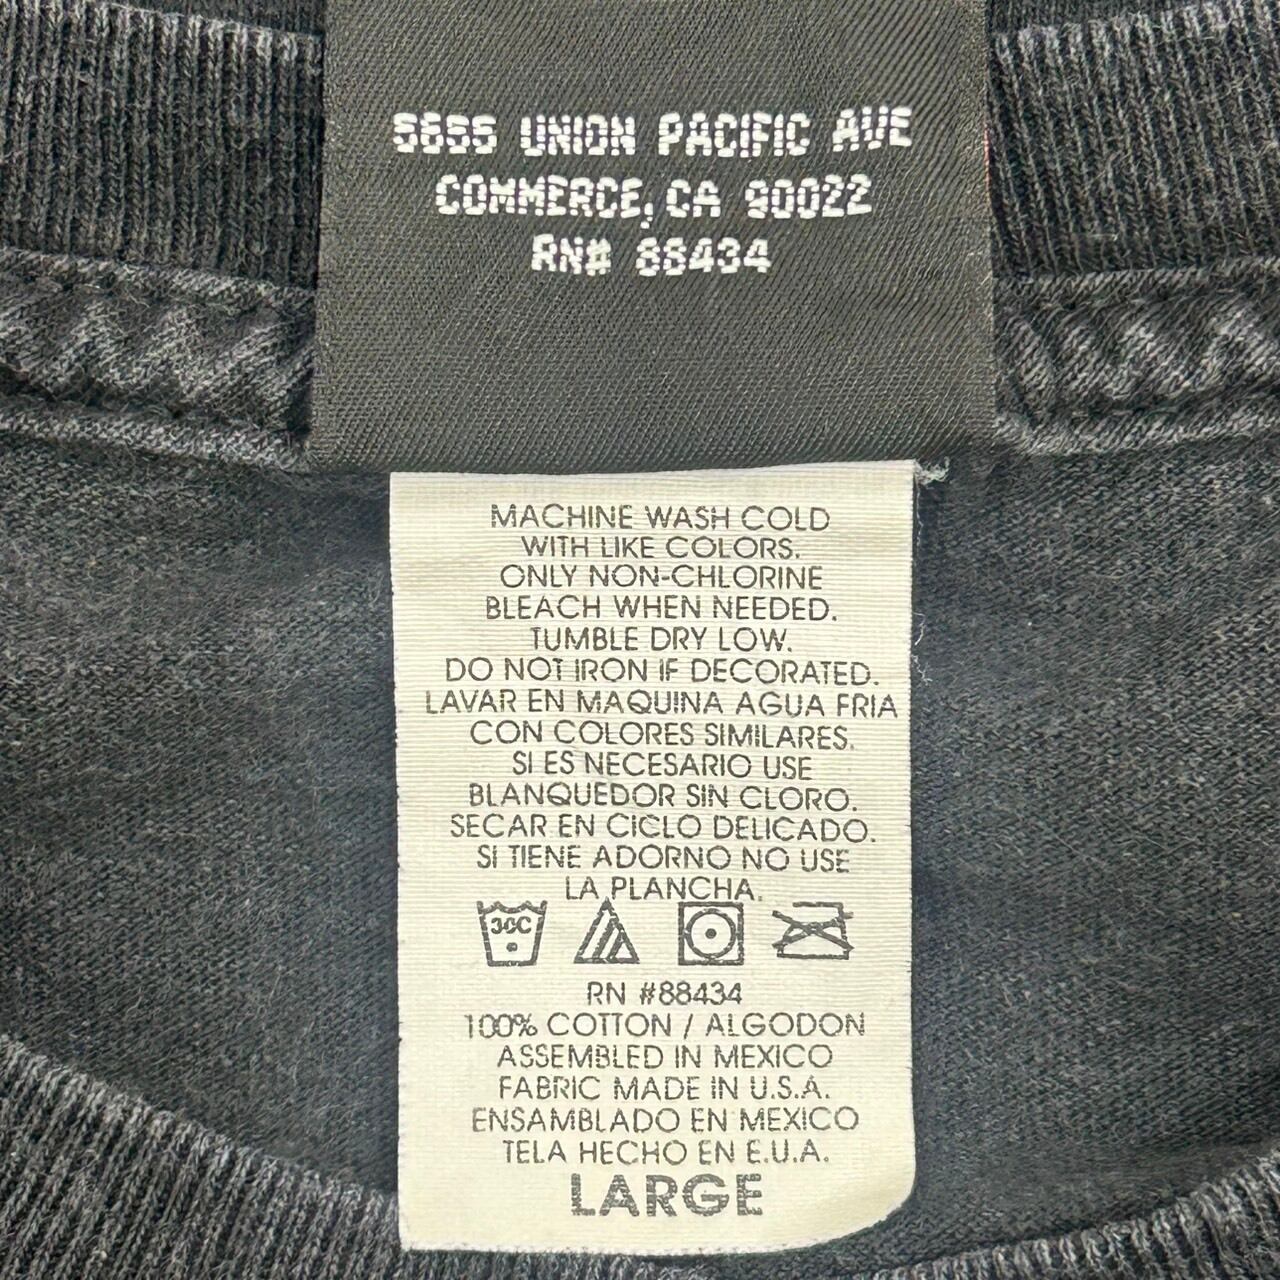 5655 UNION PACIFIC AVE
COMMERCE, CA 90022
RN# 88434
MACHINE WASH COLD
WITH LIKE COLORS.
ONLY NON-CHLORINE
BLEACH WHEN NEEDED.
TUMBLE DRY LOW.
DO NOT IRON IF DECORATED.
LAVAR EN MAQUINA AGUA FRIA
CON COLORES SIMILARES.
SI ES NECESARIO USE
BLANQUEDOR SIN CLORO.
SECAR EN CICLO DELICADO.
SI TIENE ADORNO NO USE
LA PLANCHA.
30C
RN #88434
100% COTTON / ALGODON
ASSEMBLED IN MEXICO
FABRIC MADE IN U.S.A.
ENSAMBLADO EN MEXICO
TELA HECHO EN E.U.A.
LARGE